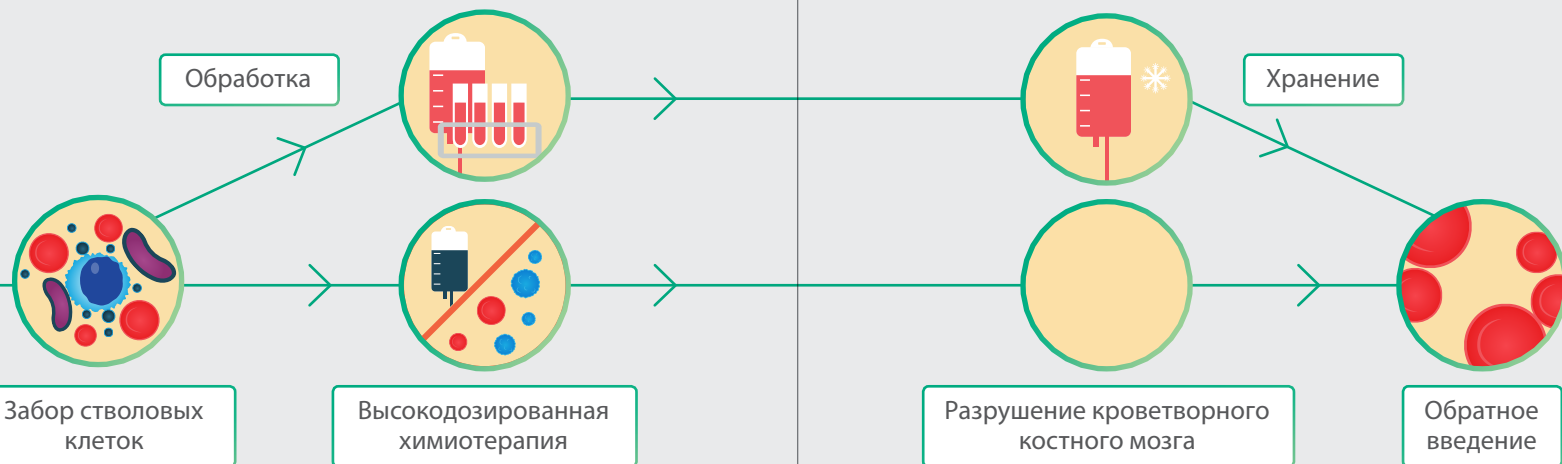 Обработка
Хранение
Забор стволовых
клеток
Высокодозированная
химиотерапия
Разрушение кроветворного
костного мозга
Обратное
введение